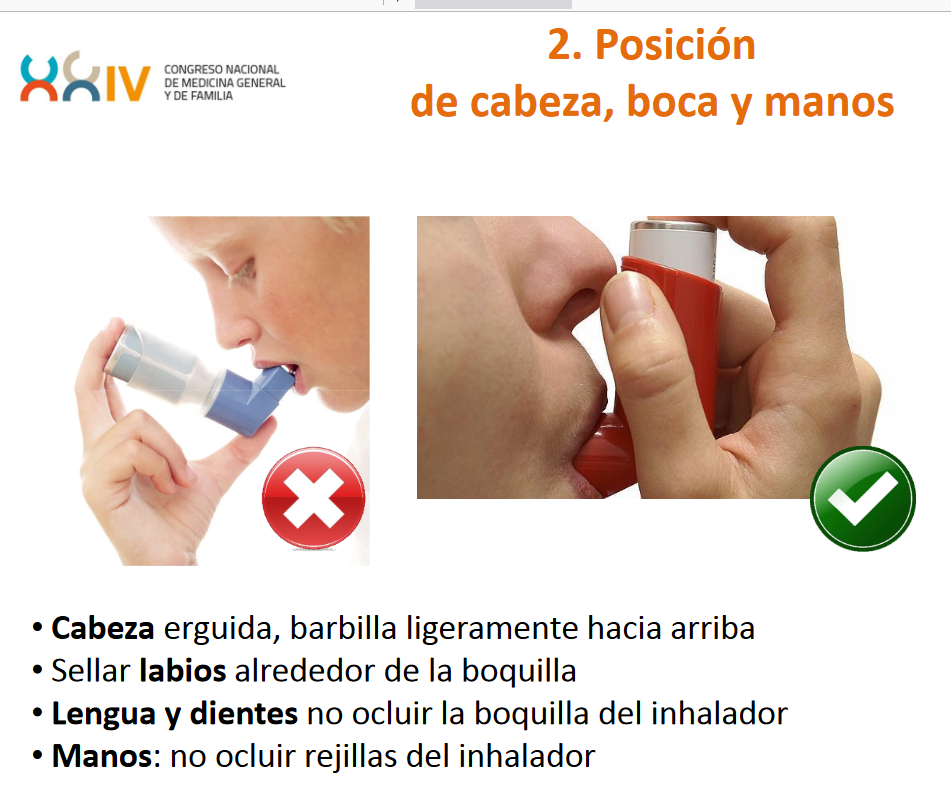 XXIV
CONGRESO NACIONAL
DE MEDICINA GENERAL
Y DE FAMILIA
2. Posición
de cabeza, boca y manos
• Cabeza erguida, barbilla ligeramente hacia arriba
• Sellar labios alrededor de la boquilla
• Lengua y dientes no ocluir la boquilla del inhalador
• Manos: no ocluir rejillas del inhalador